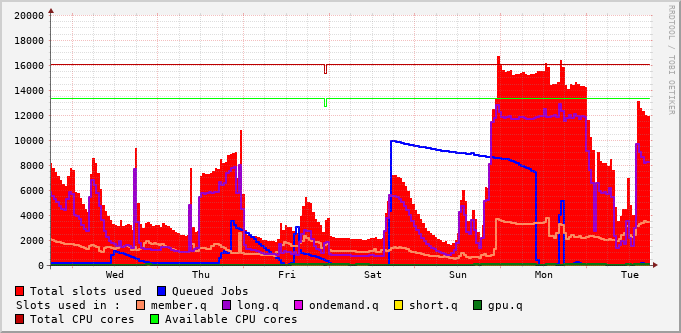 RRDTOOL / TOBI OETIKER
20000
18000
16000
14000
12000
10000
8000
6000
4000
2000
0
Wed Thu Fri Sat Sun Mon Tue
Total slots used Queued Jobs
Slots used in : member.q long.q ondemand.q short.q gpu.q
Total CPU cores Available CPU cores